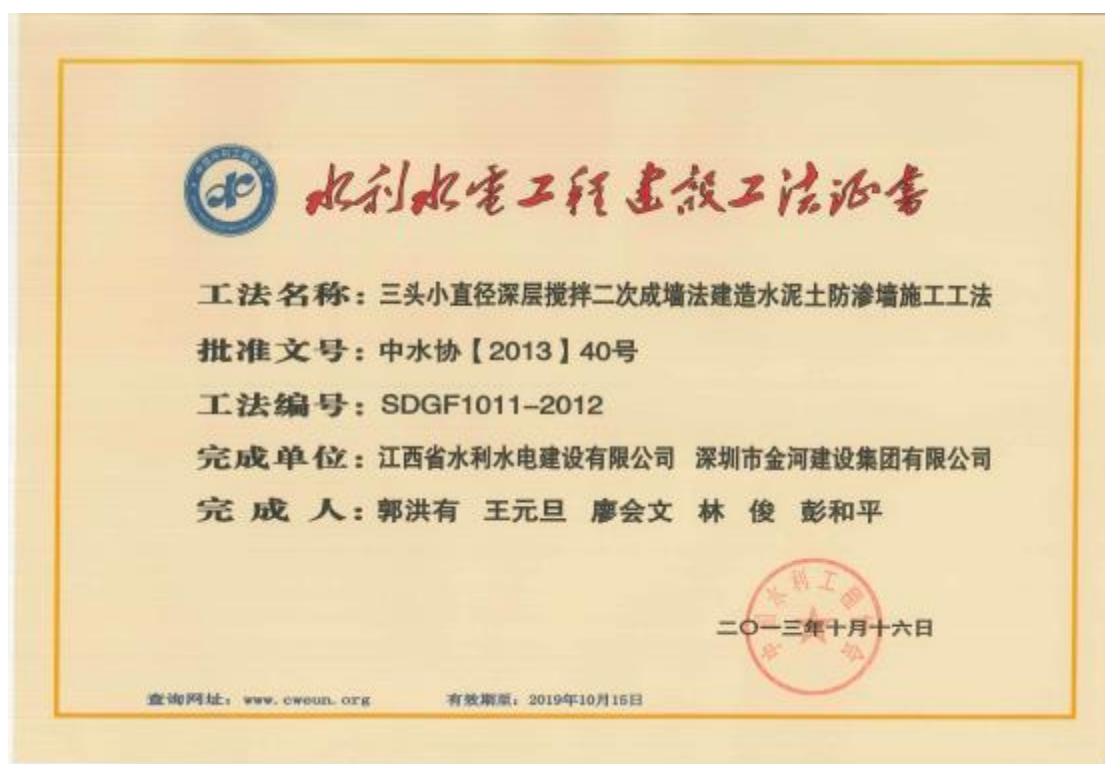 水利水电工程建设工法证书
工法名称：三头小直径深层搅拌二次成墙法建造水泥土防渗墙施工工法
批准文号：中水协【2013】40号
工法编号：SDGF1011-2012
完成单位：江西省水利水电建设有限公司 深圳市金河建设集团有限公司
完成人：郭洪有 王元旦 廖会文 林俊 彭和平
二〇一三年十月十六日
查询网址：www.cweun.org 有效期至：2019年10月15日